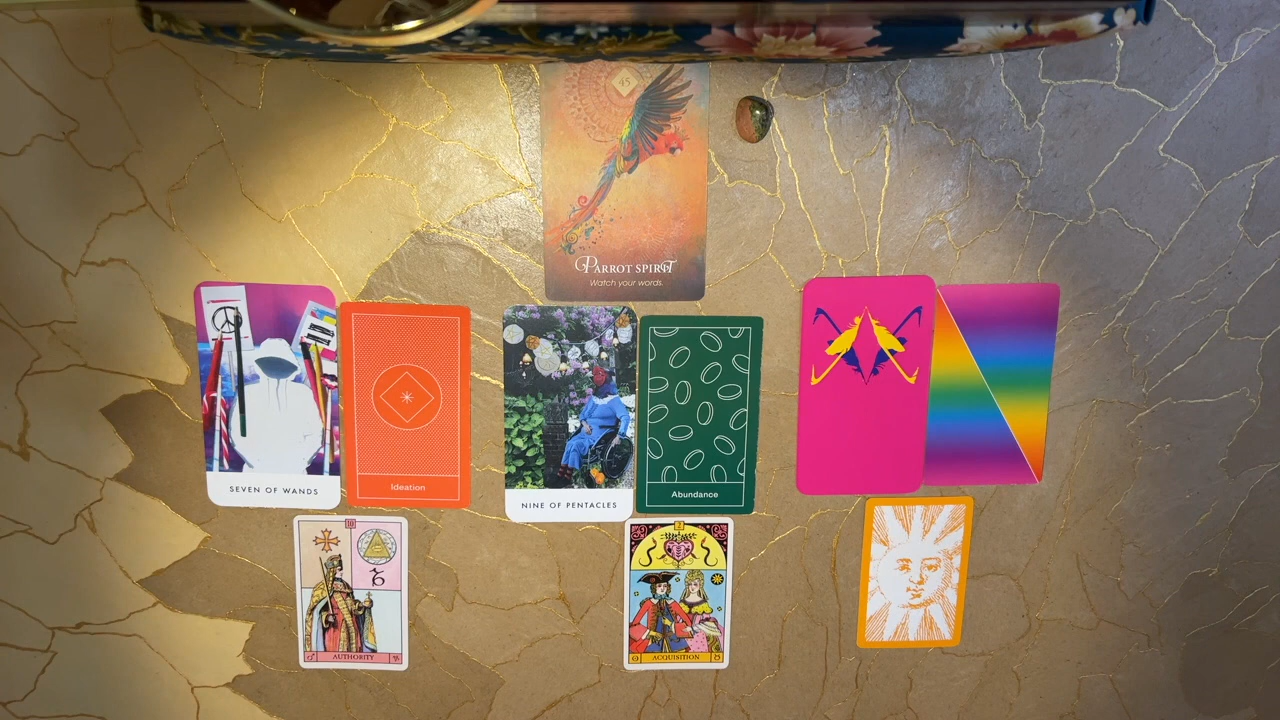 45
PARROT SPIRIT
Watch your words.
SEVEN OF WANDS
Ideation
NINE OF PENTACLES
Abundance
10
AUTHORITY
2
ACQUISITION